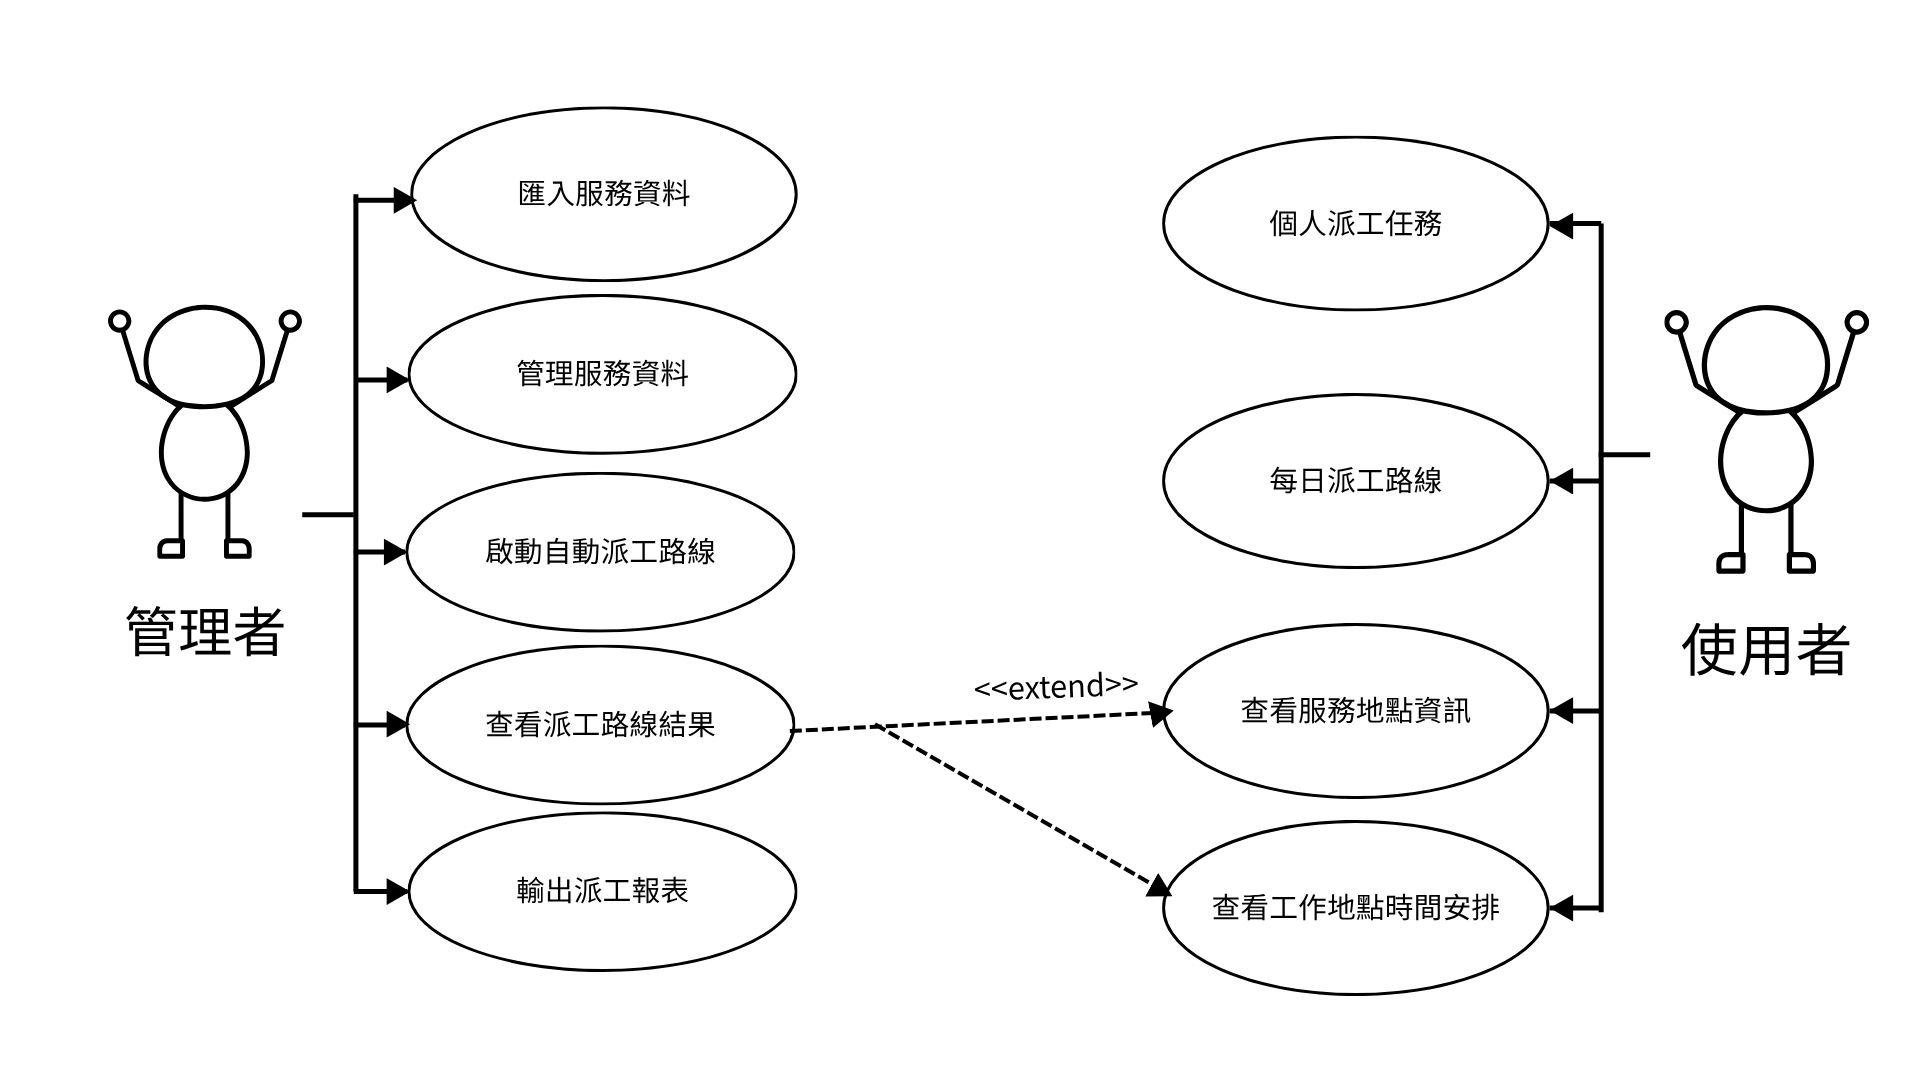 匯入服務資料
管理服務資料
啟動自動派工路線
查看派工路線結果
輸出派工報表
管理者
<<extend>>
個人派工任務
每日派工路線
查看服務地點資訊
查看工作地點時間安排
使用者